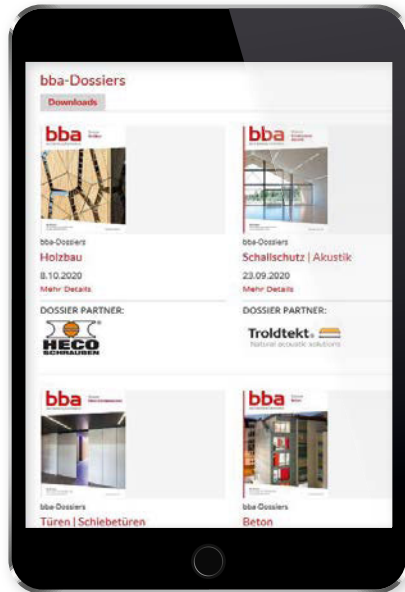 bba-Dossiers
Downloads
bba
bba
bba-Dossiers
Holzbau
8.10.2020
Mehr Details
bba-Dossiers
Schallschutz | Akustik
23.09.2020
Mehr Details
DOSSIER PARTNER:
HECO
SCHRAUBEN
DOSSIER PARTNER:
Troldtekt
Natural acoustic solutions
bba
bba
bba-Dossiers
Türen | Schiebetüren
bba-Dossiers
Beton